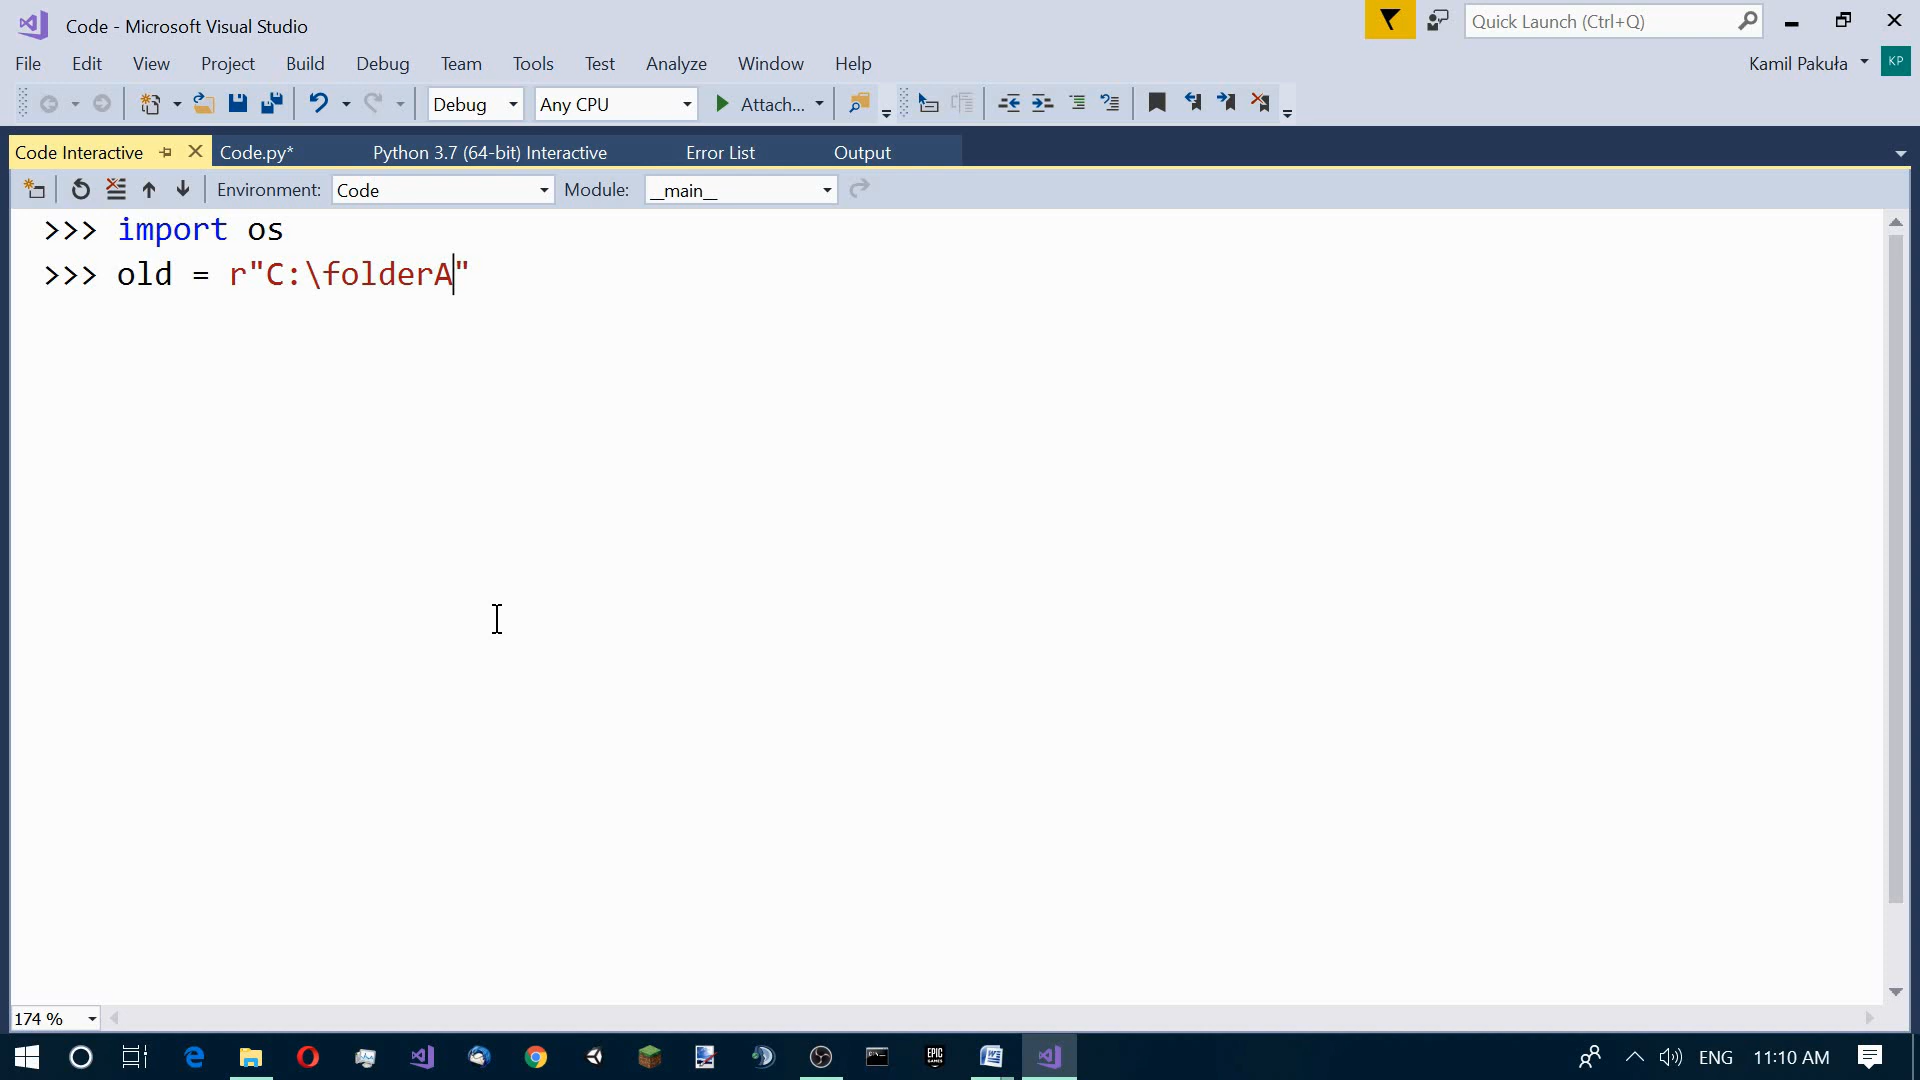 Code - Microsoft Visual Studio
Quick Launch (Ctrl+Q)
File Edit View Project Build Debug Team Tools Test Analyze Window Help
Kamil Pakuła KP
Debug Any CPU Attach...
Code Interactive Code.py* Python 3.7 (64-bit) Interactive Error List Output
Environment: Code Module: __main__
>>> import os
>>> old = r"C:\folderA"
174 %
EPIC GAMES
ENG 11:10 AM